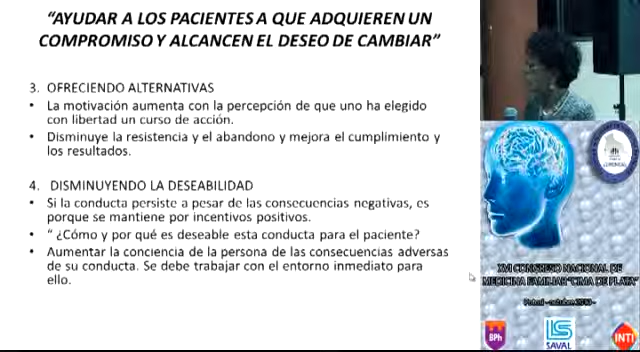 “AYUDAR A LOS PACIENTES A QUE ADQUIEREN UN
COMPROMISO Y ALCANCEN EL DESEO DE CAMBIAR”
3. OFRECIENDO ALTERNATIVAS
• La motivación aumenta con la percepción de que uno ha elegido
con libertad un curso de acción.
• Disminuye la resistencia y el abandono y mejora el cumplimiento y
los resultados.
4. DISMINUYENDO LA DESEABILIDAD
• Si la conducta persiste a pesar de las consecuencias negativas, es
porque se mantiene por incentivos positivos.
• “ ¿Cómo y por qué es deseable esta conducta para el paciente?
• Aumentar la conciencia de la persona de las consecuencias adversas
de su conducta. Se debe trabajar con el entorno inmediato para
ello.
XVI CONGRESO NACIONAL DE
MEDICINA FAMILIAR "CIMA DE PLATA"
BPh
LS
SAVAL
INTI